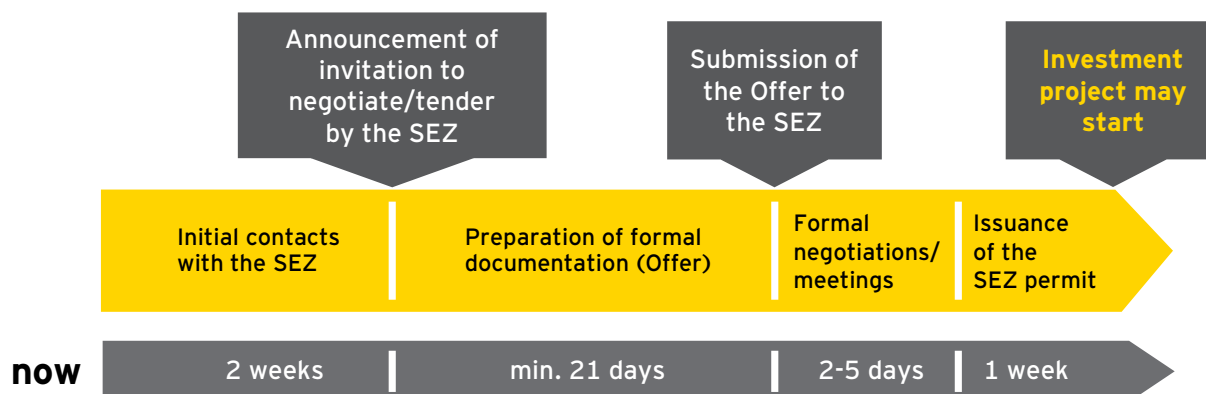 Announcement of
invitation to
negotiate/tender
by the SEZ
Submission of
the Offer to
the SEZ
Investment
project may
start
Initial contacts
with the SEZ
Preparation of formal
documentation (Offer)
Formal
negotiations/
meetings
Issuance
of the
SEZ permit
now
2 weeks
min. 21 days
2-5 days
1 week